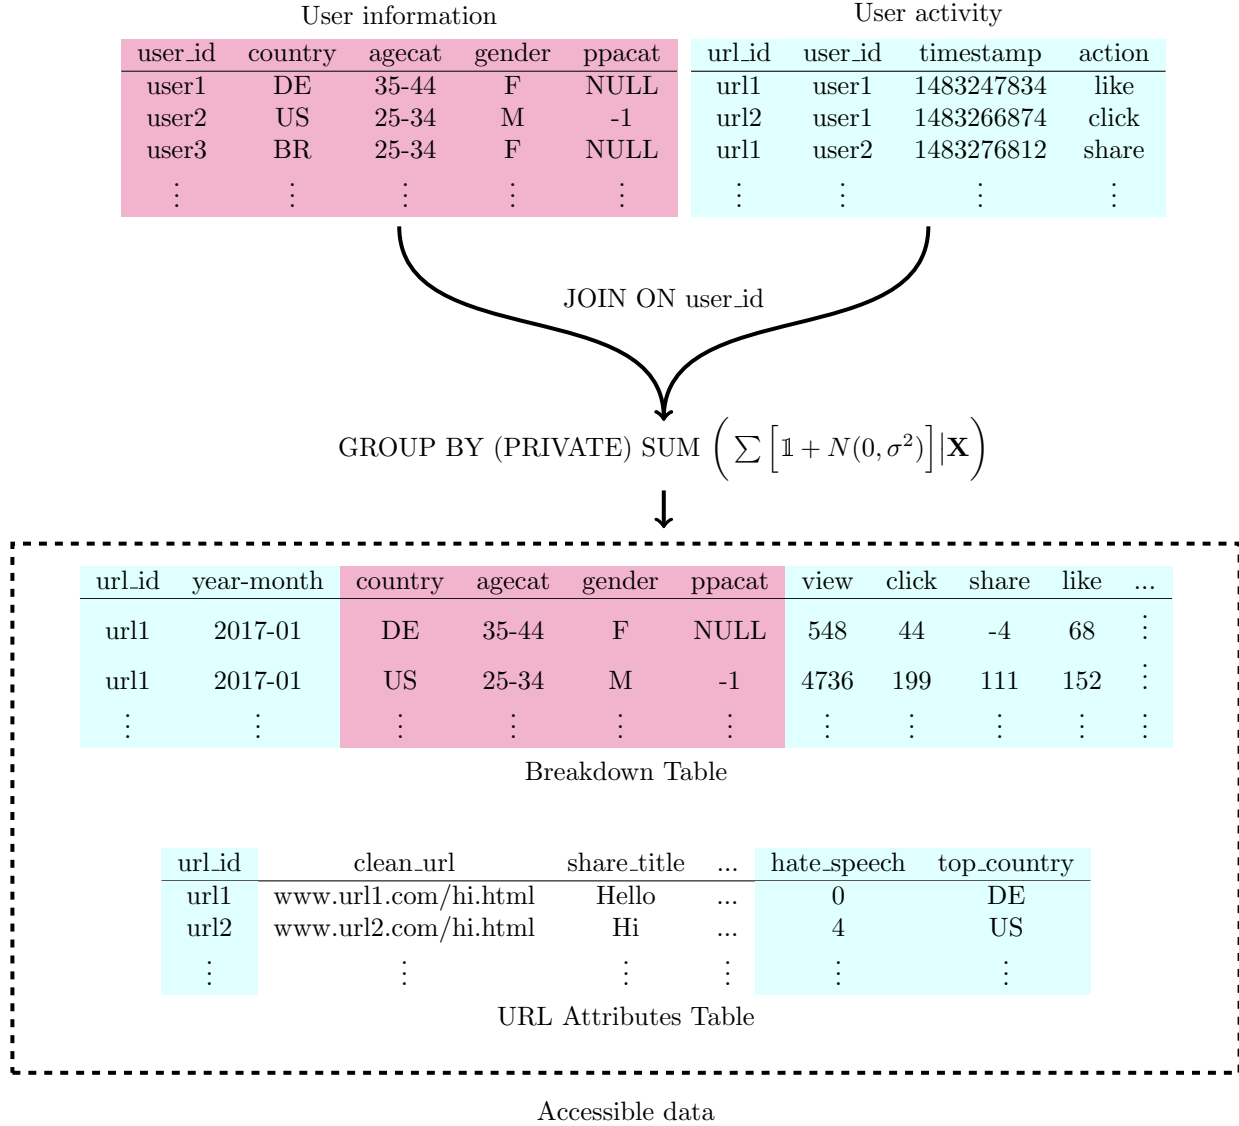 User information
User activity
user_id country agecat gender ppacat
user1 DE 35-44 F NULL
user2 US 25-34 M -1
user3 BR 25-34 F NULL
⋮ ⋮ ⋮ ⋮ ⋮
url_id user_id timestamp action
url1 user1 1483247834 like
url2 user1 1483266874 click
url1 user2 1483276812 share
⋮ ⋮ ⋮ ⋮
JOIN ON user_id
GROUP BY (PRIVATE) SUM (∑[𝟙 + N(0, σ²)]|X)
url_id year-month country agecat gender ppacat view click share like ...
url1 2017-01 DE 35-44 F NULL 548 44 -4 68 ⋮
url1 2017-01 US 25-34 M -1 4736 199 111 152 ⋮
⋮ ⋮ ⋮ ⋮ ⋮ ⋮ ⋮ ⋮ ⋮ ⋮ ⋮
Breakdown Table
url_id clean_url share_title ... hate_speech top_country
url1 www.url1.com/hi.html Hello ... 0 DE
url2 www.url2.com/hi.html Hi ... 4 US
⋮ ⋮ ⋮ ⋮ ⋮ ⋮
URL Attributes Table
Accessible data